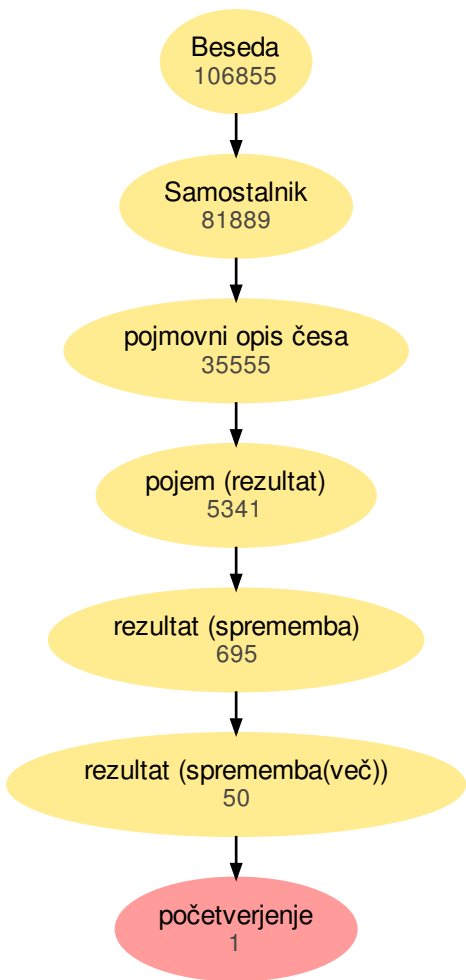 Beseda
106855
Samostalnik
81889
pojmovni opis česa
35555
pojem (rezultat)
5341
rezultat (sprememba)
695
rezultat (sprememba(več))
50
početverjenje
1